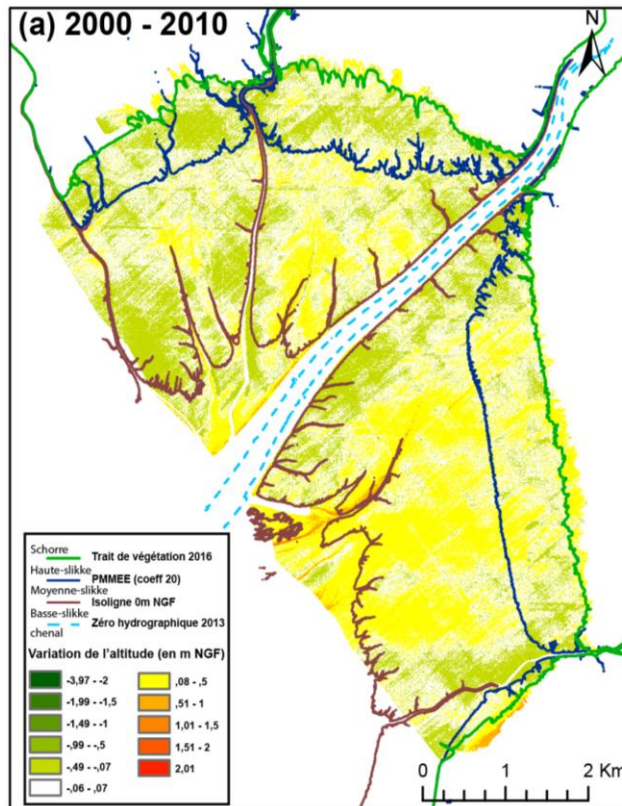 (a) 2000 - 2010
N
Schorre
Trait de végétation 2016
Haute-slikke
PMMEE (coeff 20)
Moyenne-slikke
Isoligne 0m NGF
Basse-slikke
Zéro hydrographique 2013
chenal
Variation de l'altitude (en m NGF)
-3,97 - -2 ,08 - ,5
-1,99 - -1,5 ,51 - 1
-1,49 - -1 1,01 - 1,5
-,99 - -,5 1,51 - 2
-,49 - -,07 2,01
-,06 - ,07
0 1 2 Km